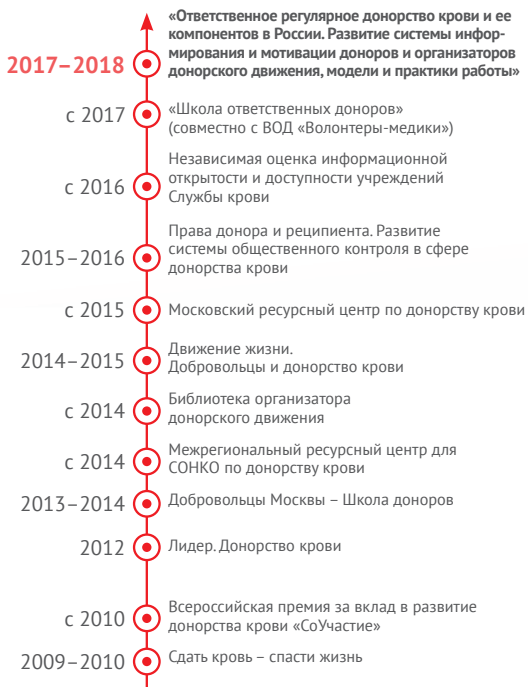 «Ответственное регулярное донорство крови и ее
компонентов в России. Развитие системы инфор-
мирования и мотивации доноров и организаторов
донорского движения, модели и практики работы»
2017–2018
с 2017
«Школа ответственных доноров»
(совместно с ВОД «Волонтеры-медики»)
с 2016
Независимая оценка информационной
открытости и доступности учреждений
Службы крови
2015–2016
Права донора и реципиента. Развитие
системы общественного контроля в сфере
донорства крови
с 2015
Московский ресурсный центр по донорству крови
2014–2015
Движение жизни.
Добровольцы и донорство крови
с 2014
Библиотека организатора
донорского движения
с 2014
Межрегиональный ресурсный центр для
СОНКО по донорству крови
2013–2014
Добровольцы Москвы – Школа доноров
2012
Лидер. Донорство крови
с 2010
Всероссийская премия за вклад в развитие
донорства крови «СоУчастие»
2009–2010
Сдать кровь – спасти жизнь